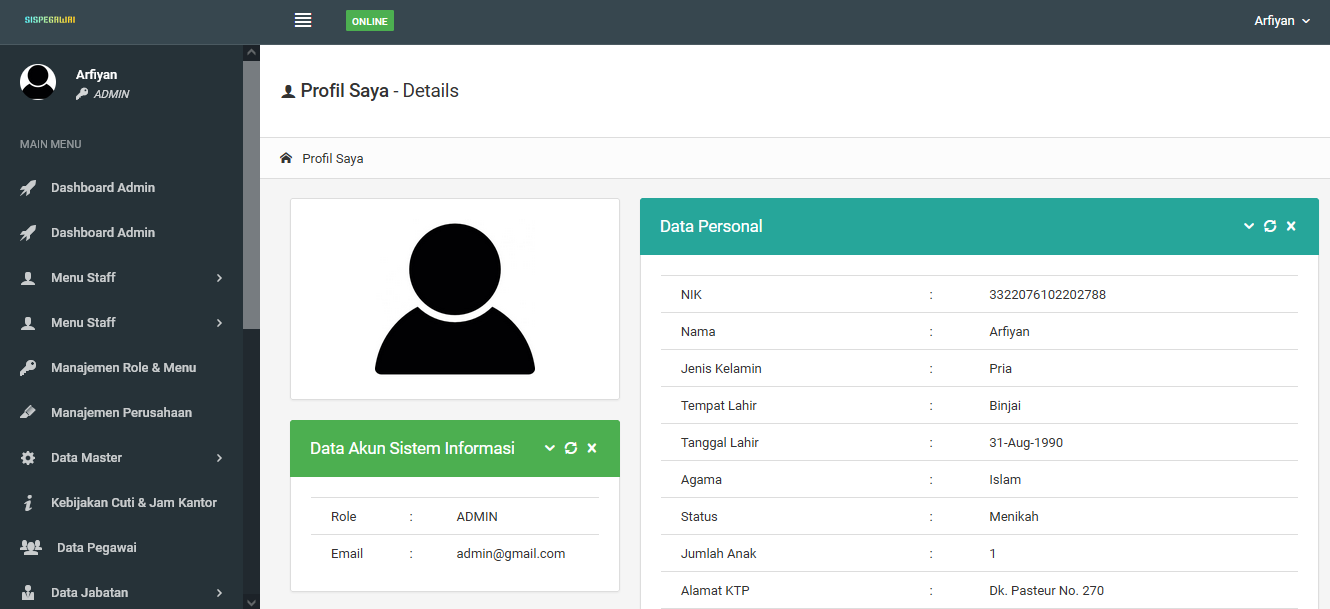 SISPEGAWAI
ONLINE
Arfiyan
Arfiyan
ADMIN
MAIN MENU
Dashboard Admin
Dashboard Admin
Menu Staff
Menu Staff
Manajemen Role & Menu
Manajemen Perusahaan
Data Master
Kebijakan Cuti & Jam Kantor
Data Pegawai
Data Jabatan
Profil Saya - Details
Profil Saya
Data Akun Sistem Informasi
Role : ADMIN
Email : admin@gmail.com
Data Personal
NIK : 3322076102202788
Nama : Arfiyan
Jenis Kelamin : Pria
Tempat Lahir : Binjai
Tanggal Lahir : 31-Aug-1990
Agama : Islam
Status : Menikah
Jumlah Anak : 1
Alamat KTP : Dk. Pasteur No. 270